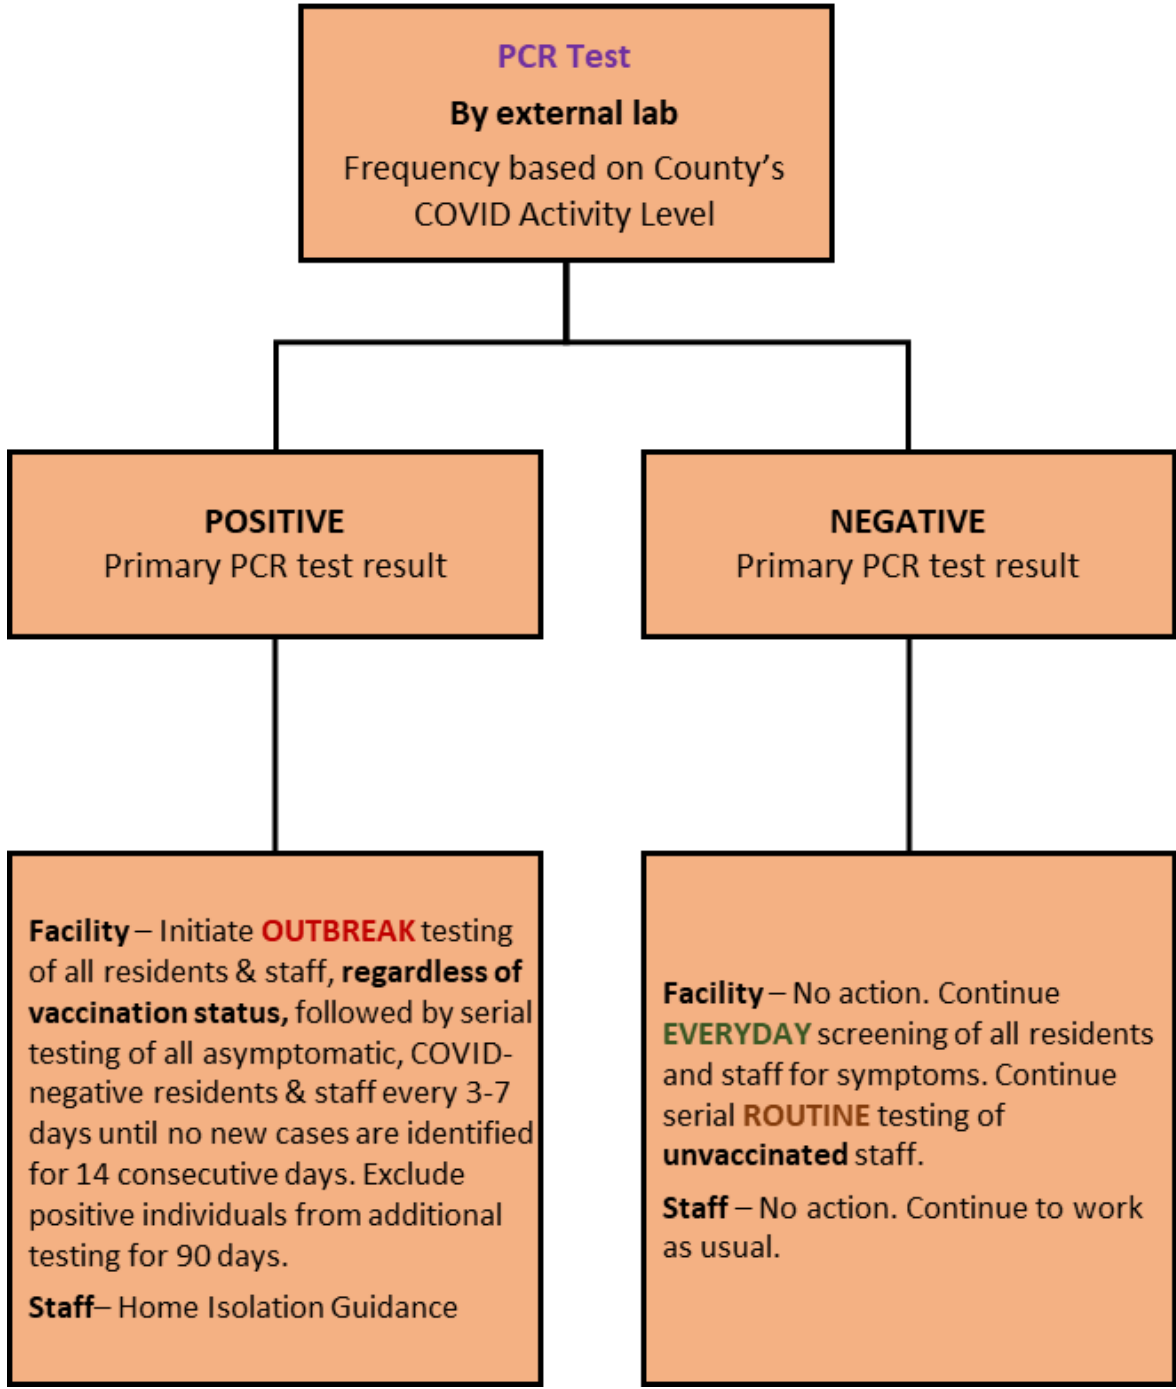 PCR Test
By external lab
Frequency based on County’s
COVID Activity Level
POSITIVE
Primary PCR test result
NEGATIVE
Primary PCR test result
Facility – Initiate OUTBREAK testing
of all residents & staff, regardless of
vaccination status, followed by serial
testing of all asymptomatic, COVID-
negative residents & staff every 3-7
days until no new cases are identified
for 14 consecutive days. Exclude
positive individuals from additional
testing for 90 days.
Staff– Home Isolation Guidance
Facility – No action. Continue
EVERYDAY screening of all residents
and staff for symptoms. Continue
serial ROUTINE testing of
unvaccinated staff.
Staff – No action. Continue to work
as usual.